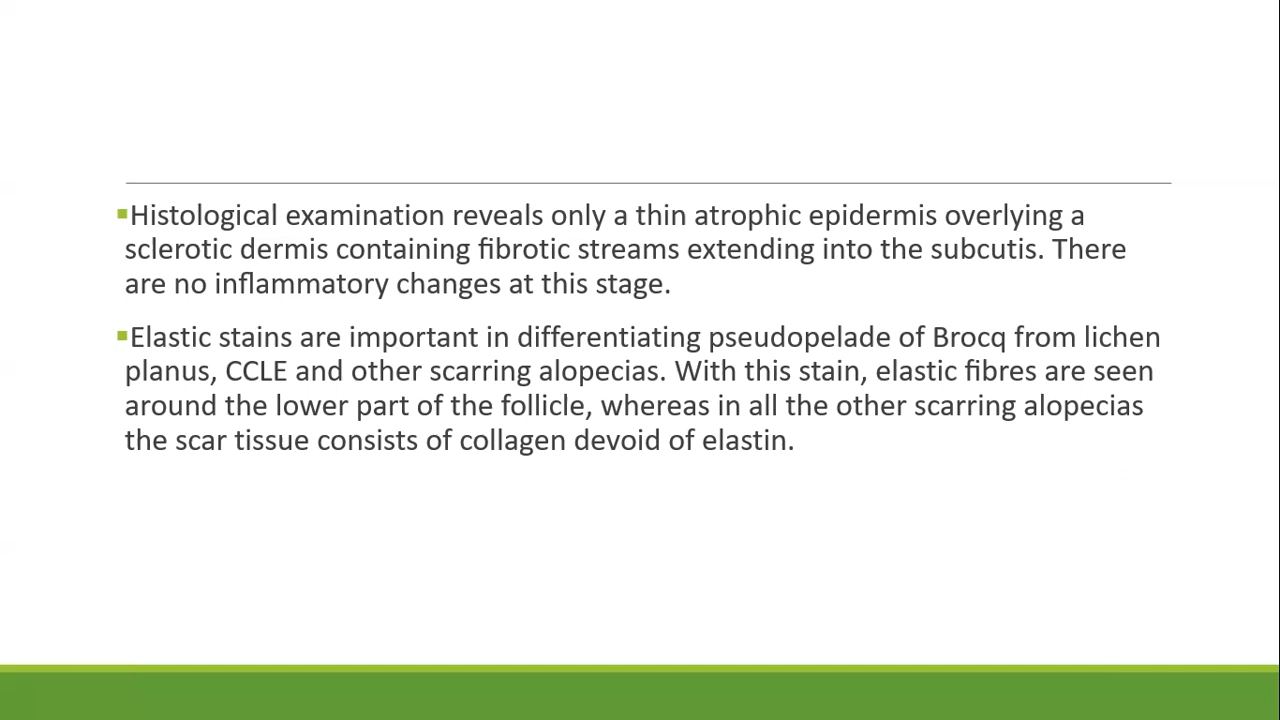 ▪Histological examination reveals only a thin atrophic epidermis overlying a
sclerotic dermis containing fibrotic streams extending into the subcutis. There
are no inflammatory changes at this stage.
▪Elastic stains are important in differentiating pseudopelade of Brocq from lichen
planus, CCLE and other scarring alopecias. With this stain, elastic fibres are seen
around the lower part of the follicle, whereas in all the other scarring alopecias
the scar tissue consists of collagen devoid of elastin.